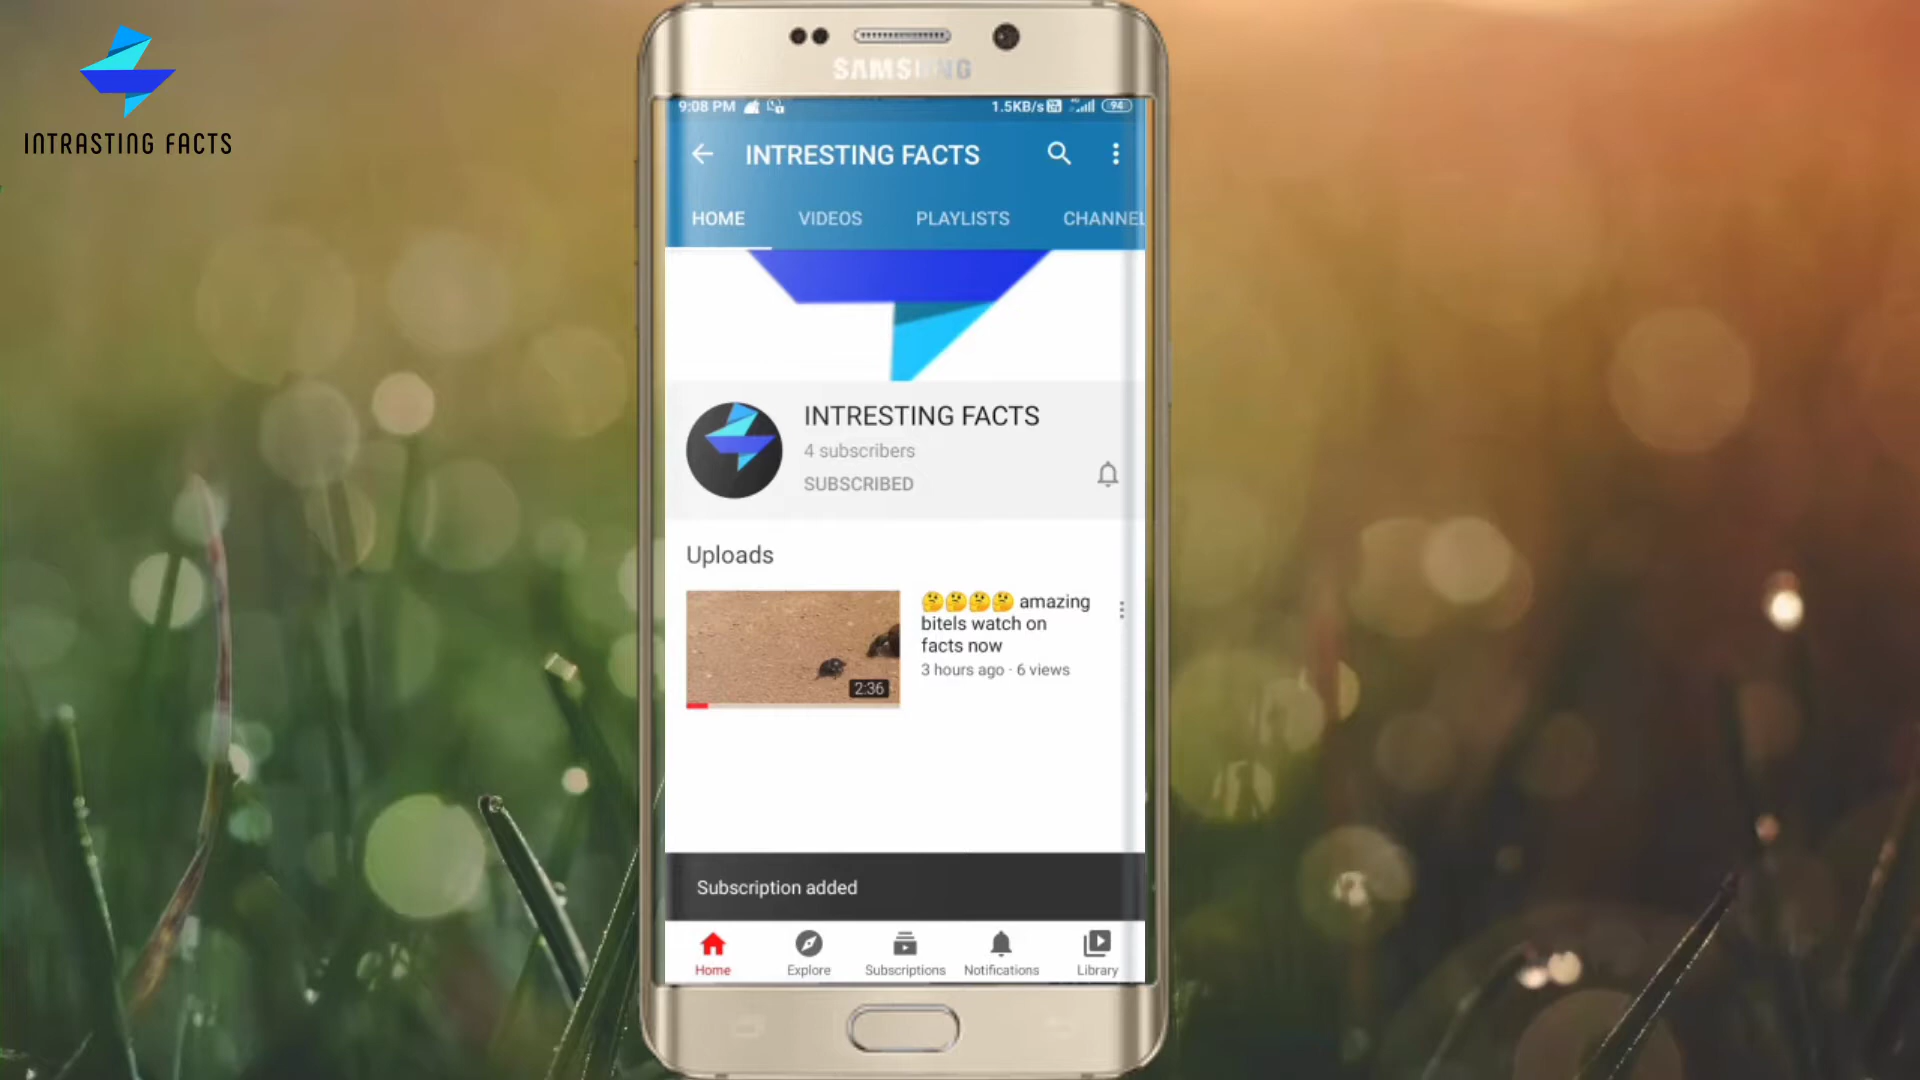 INTRASTING FACTS
SAMSUNG
9:08 PM 1.5KB/s 94
INTRESTING FACTS
HOME VIDEOS PLAYLISTS CHANNEL
INTRESTING FACTS
4 subscribers
SUBSCRIBED
Uploads
🤔🤔🤔🤔 amazing
bitels watch on
facts now
3 hours ago · 6 views
2:36
Subscription added
Home Explore Subscriptions Notifications Library